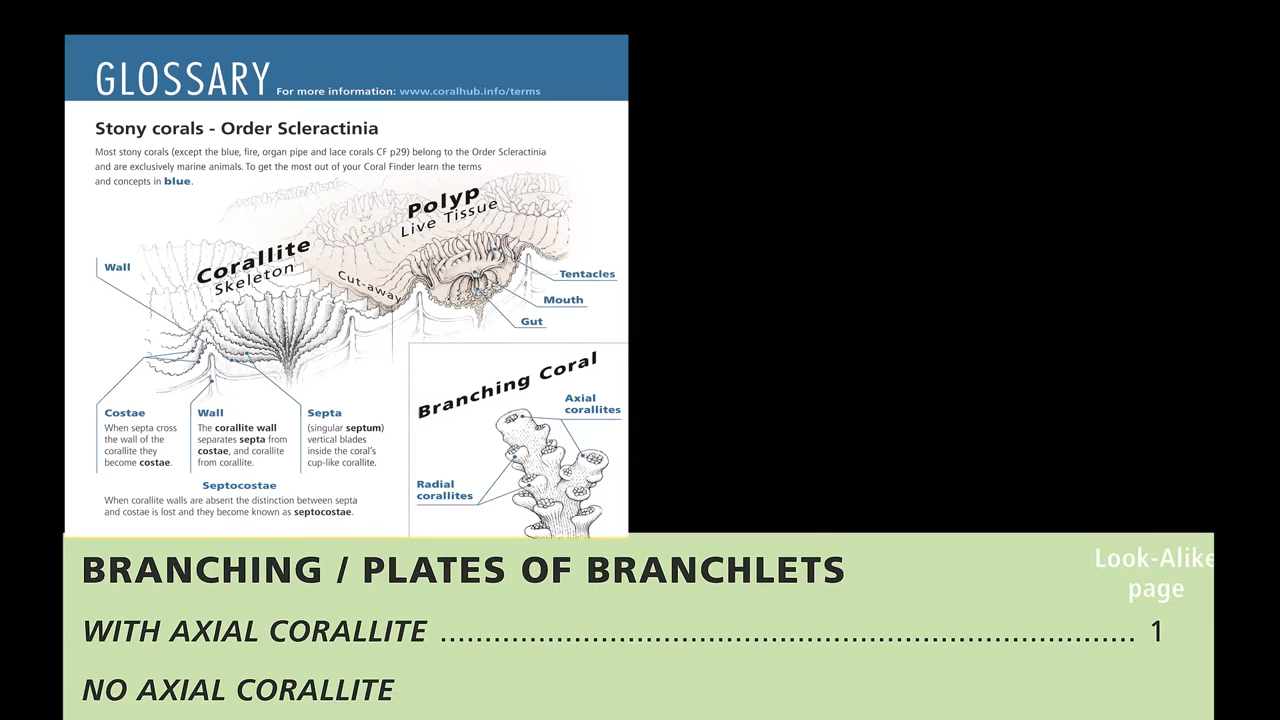 GLOSSARY For more information: www.coralhub.info/terms
Stony corals - Order Scleractinia
Most stony corals (except the blue, fire, organ pipe and lace corals CF p29) belong to the Order Scleractinia
and are exclusively marine animals. To get the most out of your Coral Finder learn the terms
and concepts in blue.
Polyp
Live Tissue
Corallite
Skeleton
Cut-away
Wall
Tentacles
Mouth
Gut
Costae
When septa cross
the wall of the
corallite they
become costae.
Wall
The corallite wall
separates septa from
costae, and corallite
from corallite.
Septa
(singular septum)
vertical blades
inside the coral's
cup-like corallite.
Septocostae
When corallite walls are absent the distinction between septa
and costae is lost and they become known as septocostae.
Branching Coral
Axial
corallites
Radial
corallites
BRANCHING / PLATES OF BRANCHLETS
Look-Alike
page
WITH AXIAL CORALLITE ........................................................................... 1
NO AXIAL CORALLITE